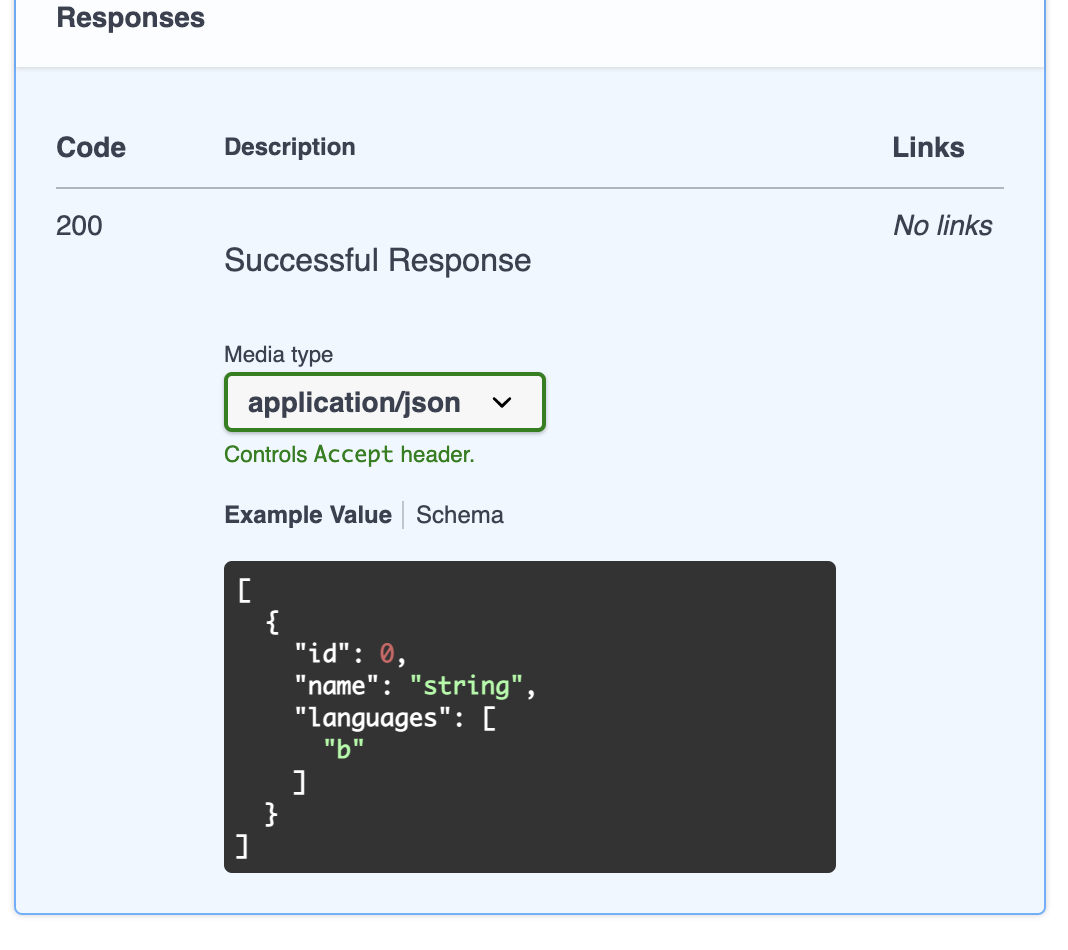 Responses
Code Description Links
200 No links
Successful Response
Media type
application/json
Controls Accept header.
Example Value Schema
[
  {
    "id": 0,
    "name": "string",
    "languages": [
      "b"
    ]
  }
]